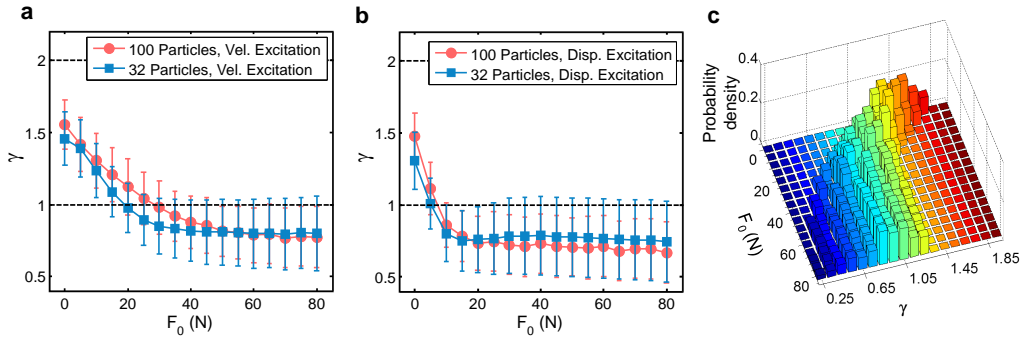 a
100 Particles, Vel. Excitation
32 Particles, Vel. Excitation
2
1.5
1
0.5
γ
0 20 40 60 80
F0 (N)
b
100 Particles, Disp. Excitation
32 Particles, Disp. Excitation
2
1.5
1
0.5
γ
0 20 40 60 80
F0 (N)
c
Probability
density
0.4
0.2
0
0
20
40
60
80
F0 (N)
0.25 0.65 1.05 1.45 1.85
γ